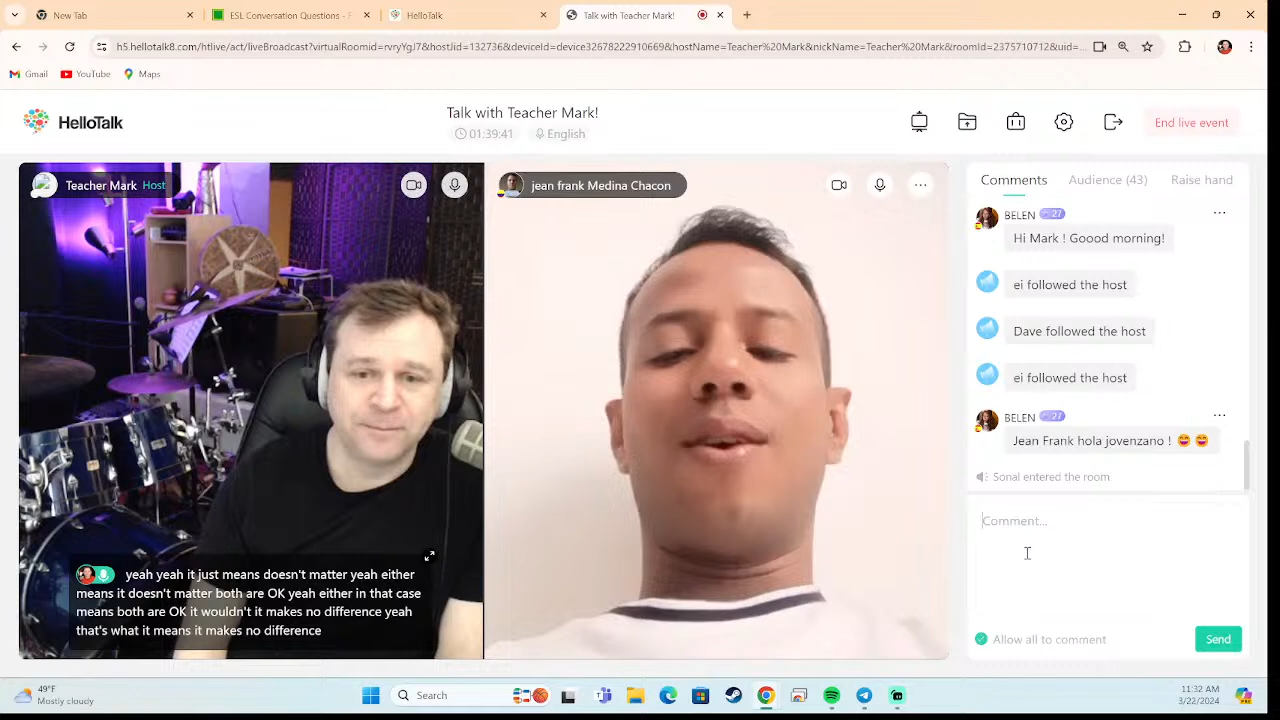 New Tab
ESL Conversation Questions - F
HelloTalk
Talk with Teacher Mark!
h5.hellotalk8.com/htlive/act/liveBroadcast?virtualRoomid=rvryYgJ7&hostId=132736&deviceId=device32678222910669&hostName=Teacher%20Mark&nickName=Teacher%20Mark&roomId=2375710712&uid=...
Gmail
YouTube
Maps
HelloTalk
Talk with Teacher Mark!
01:39:41
English
End live event
Teacher Mark Host
jean frank Medina Chacon
Comments
Audience (43)
Raise hand
BELEN 27
Hi Mark ! Goood morning!
ei followed the host
Dave followed the host
ei followed the host
BELEN 27
Jean Frank hola jovenzano ! 😄 😄
Sonal entered the room
Comment...
Allow all to comment
Send
yeah yeah it just means doesn't matter yeah either
means it doesn't matter both are OK yeah either in that case
means both are OK it wouldn't it makes no difference yeah
that's what it means it makes no difference
49°F
Mostly cloudy
Search
11:32 AM
3/22/2024